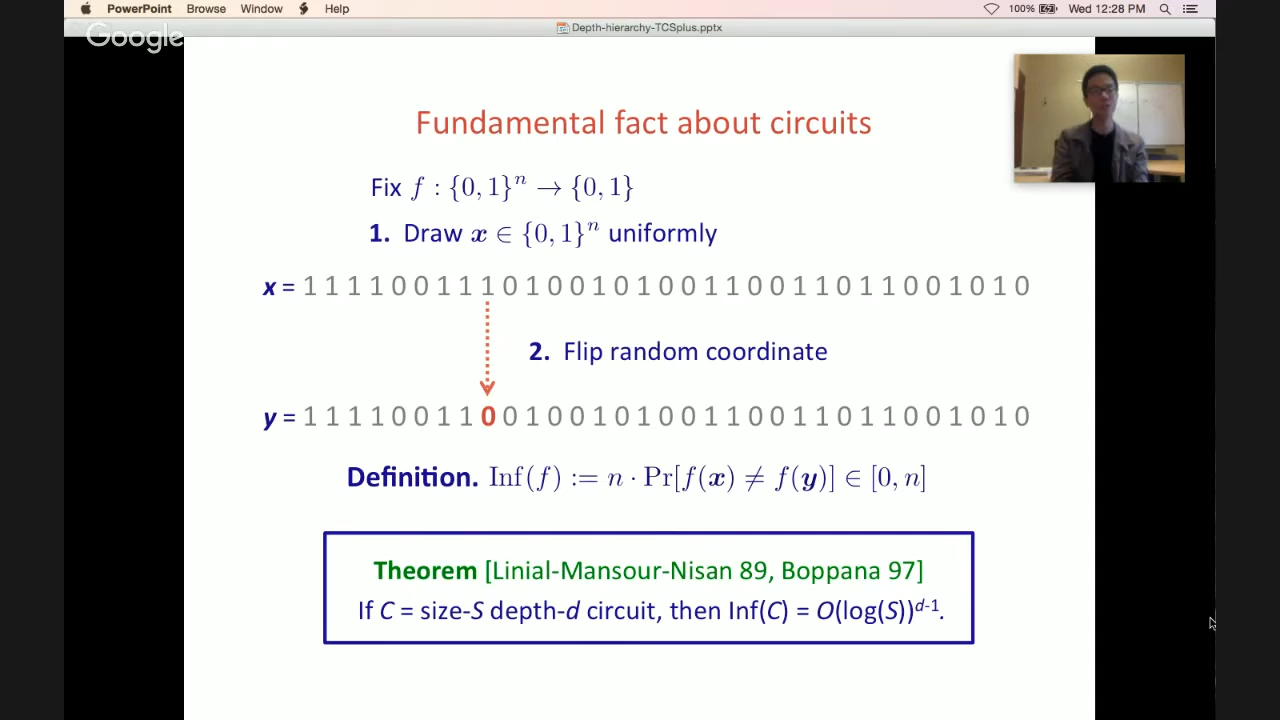 PowerPoint Browse Window Help 100% Wed 12:28 PM
Depth-hierarchy-TCSplus.pptx
Google
Fundamental fact about circuits
Fix f : {0, 1}ⁿ → {0, 1}
1. Draw x ∈ {0, 1}ⁿ uniformly
x = 1 1 1 1 0 0 1 1 1 0 1 0 0 1 0 1 0 0 1 1 0 0 1 1 0 1 1 0 0 1 0 1 0
2. Flip random coordinate
y = 1 1 1 1 0 0 1 1 0 0 1 0 0 1 0 1 0 0 1 1 0 0 1 1 0 1 1 0 0 1 0 1 0
Definition. Inf(f) := n · Pr[f(x) ≠ f(y)] ∈ [0, n]
Theorem [Linial-Mansour-Nisan 89, Boppana 97]
If C = size-S depth-d circuit, then Inf(C) = O(log(S))ᵈ⁻¹.